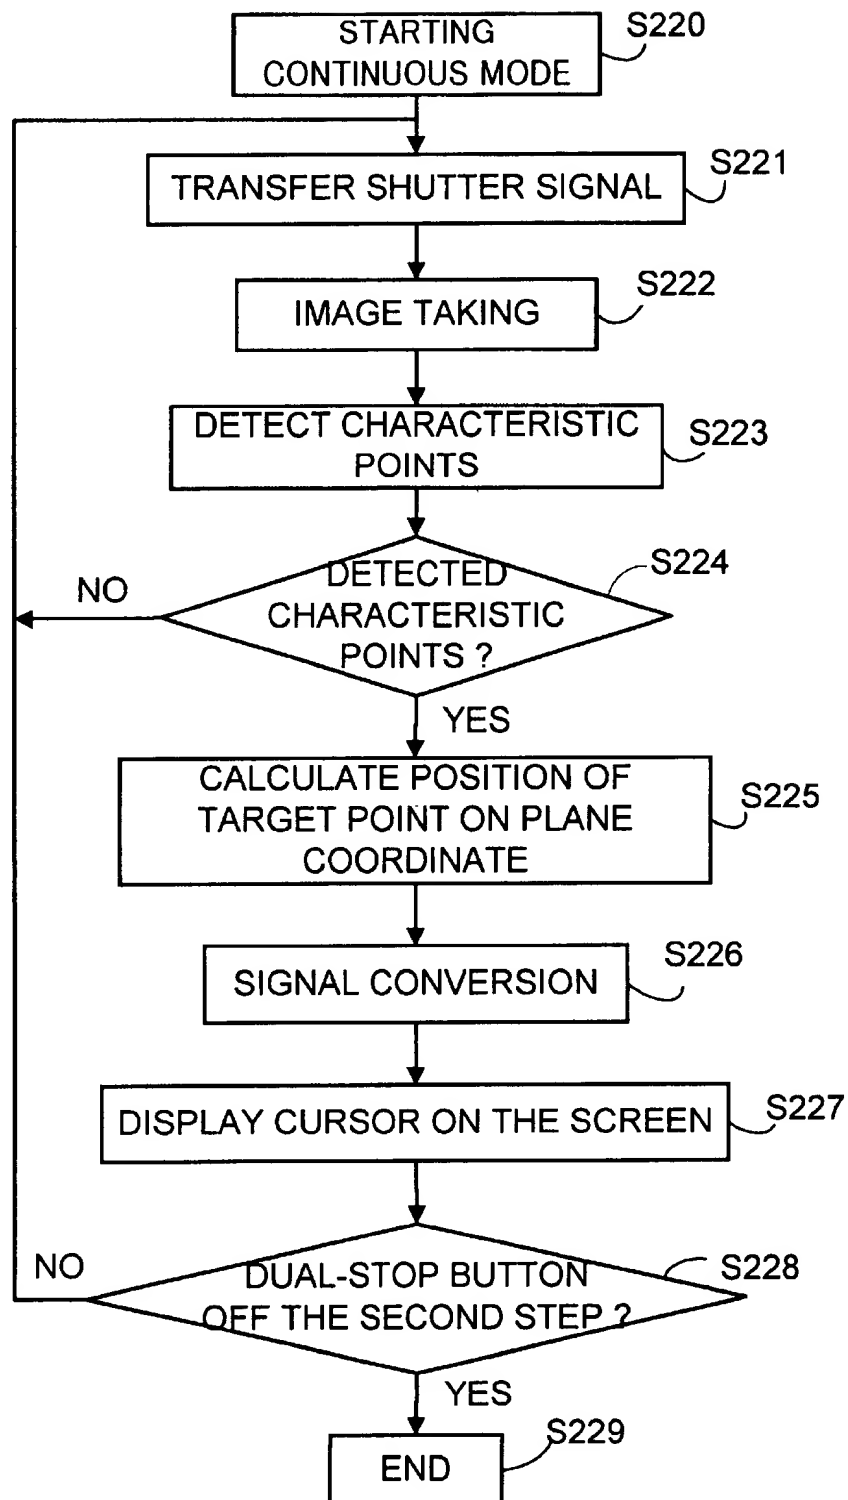 STARTING
CONTINUOUS MODE
S220
TRANSFER SHUTTER SIGNAL
S221
IMAGE TAKING
S222
DETECT CHARACTERISTIC
POINTS
S223
DETECTED
CHARACTERISTIC
POINTS ?
S224
NO
YES
CALCULATE POSITION OF
TARGET POINT ON PLANE
COORDINATE
S225
SIGNAL CONVERSION
S226
DISPLAY CURSOR ON THE SCREEN
S227
DUAL-STOP BUTTON
OFF THE SECOND STEP ?
S228
NO
YES
END
S229